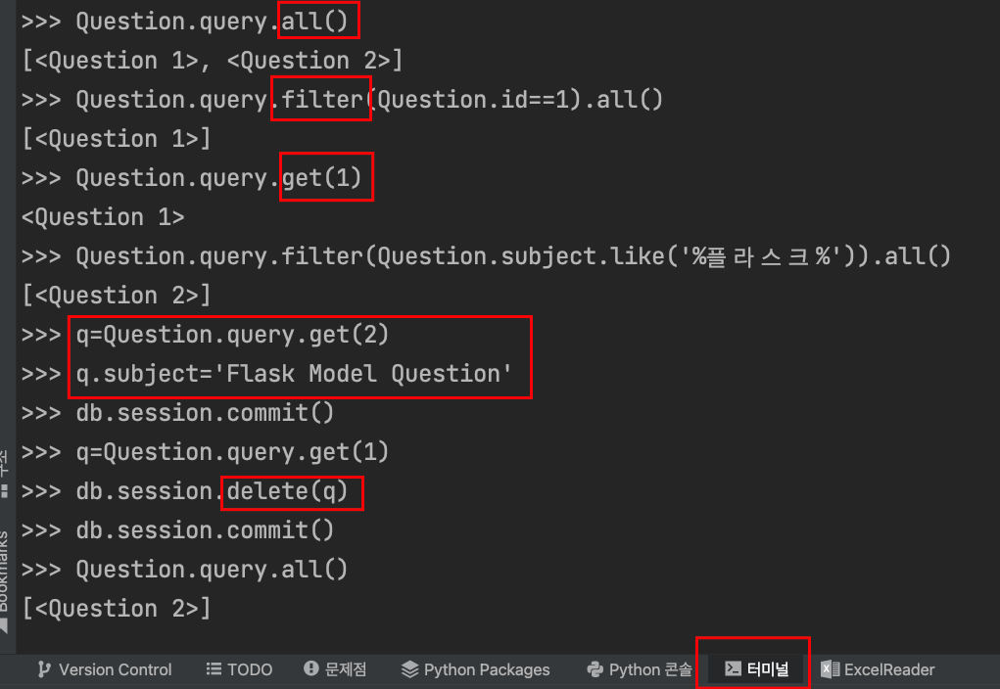 >>> Question.query.all()
[<Question 1>, <Question 2>]
>>> Question.query.filter(Question.id==1).all()
[<Question 1>]
>>> Question.query.get(1)
<Question 1>
>>> Question.query.filter(Question.subject.like('%플라스크%')).all()
[<Question 2>]
>>> q=Question.query.get(2)
>>> q.subject='Flask Model Question'
>>> db.session.commit()
>>> q=Question.query.get(1)
>>> db.session.delete(q)
>>> db.session.commit()
>>> Question.query.all()
[<Question 2>]
구조
Bookmarks
Version Control TODO 문제점 Python Packages Python 콘솔 터미널 ExcelReader